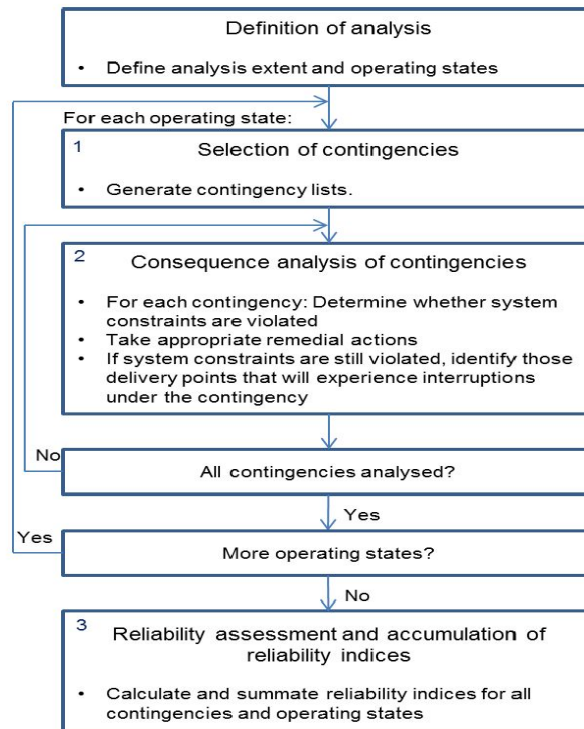 Definition of analysis
• Define analysis extent and operating states
For each operating state:
1
Selection of contingencies
• Generate contingency lists.
2
Consequence analysis of contingencies
• For each contingency: Determine whether system
constraints are violated
• Take appropriate remedial actions
• If system constraints are still violated, identify those
delivery points that will experience interruptions
under the contingency
No
All contingencies analysed?
Yes
Yes
More operating states?
No
3
Reliability assessment and accumulation of
reliability indices
• Calculate and summate reliability indices for all
contingencies and operating states